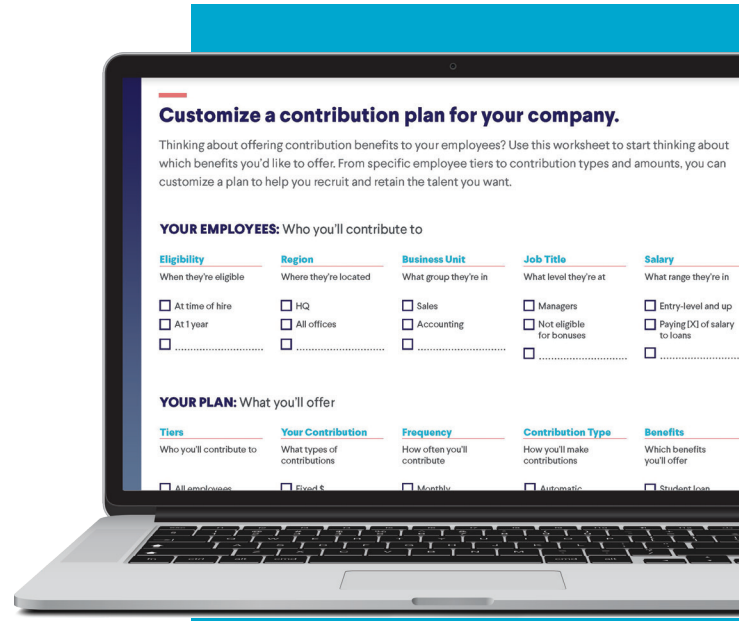 Customize a contribution plan for your company.
Thinking about offering contribution benefits to your employees? Use this worksheet to start thinking about
which benefits you'd like to offer. From specific employee tiers to contribution types and amounts, you can
customize a plan to help you recruit and retain the talent you want.
YOUR EMPLOYEES: Who you'll contribute to
Eligibility Region Business Unit Job Title Salary
When they're eligible Where they're located What group they're in What level they're at What range they're in
At time of hire HQ Sales Managers Entry-level and up
At 1 year All offices Accounting Not eligible Paying [X] of salary
for bonuses to loans
YOUR PLAN: What you'll offer
Tiers Your Contribution Frequency Contribution Type Benefits
Who you'll contribute to What types of How often you'll How you'll make Which benefits
contributions contribute contributions you'll offer
All employees Fixed $ Monthly Automatic Student loan